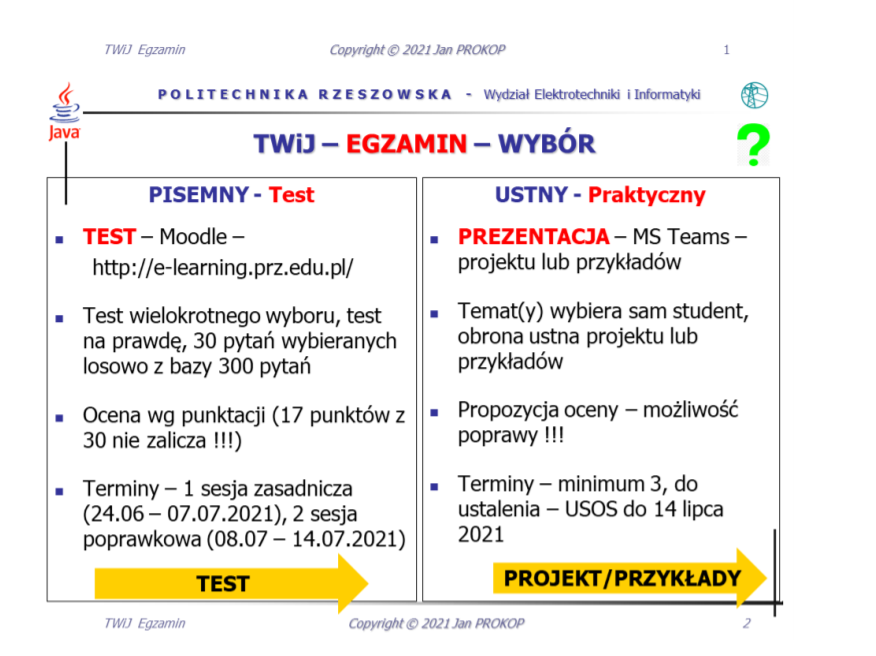 TWiJ Egzamin Copyright © 2021 Jan PROKOP 1
POLITECHNIKA RZESZOWSKA - Wydział Elektrotechniki i Informatyki
Java
TWiJ – EGZAMIN – WYBÓR
?
PISEMNY - Test
TEST – Moodle –
http://e-learning.prz.edu.pl/
Test wielokrotnego wyboru, test
na prawdę, 30 pytań wybieranych
losowo z bazy 300 pytań
Ocena wg punktacji (17 punktów z
30 nie zalicza !!!)
Terminy – 1 sesja zasadnicza
(24.06 – 07.07.2021), 2 sesja
poprawkowa (08.07 – 14.07.2021)
TEST
USTNY - Praktyczny
PREZENTACJA – MS Teams –
projektu lub przykładów
Temat(y) wybiera sam student,
obrona ustna projektu lub
przykładów
Propozycja oceny – możliwość
poprawy !!!
Terminy – minimum 3, do
ustalenia – USOS do 14 lipca
2021
PROJEKT/PRZYKŁADY
TWiJ Egzamin Copyright © 2021 Jan PROKOP 2